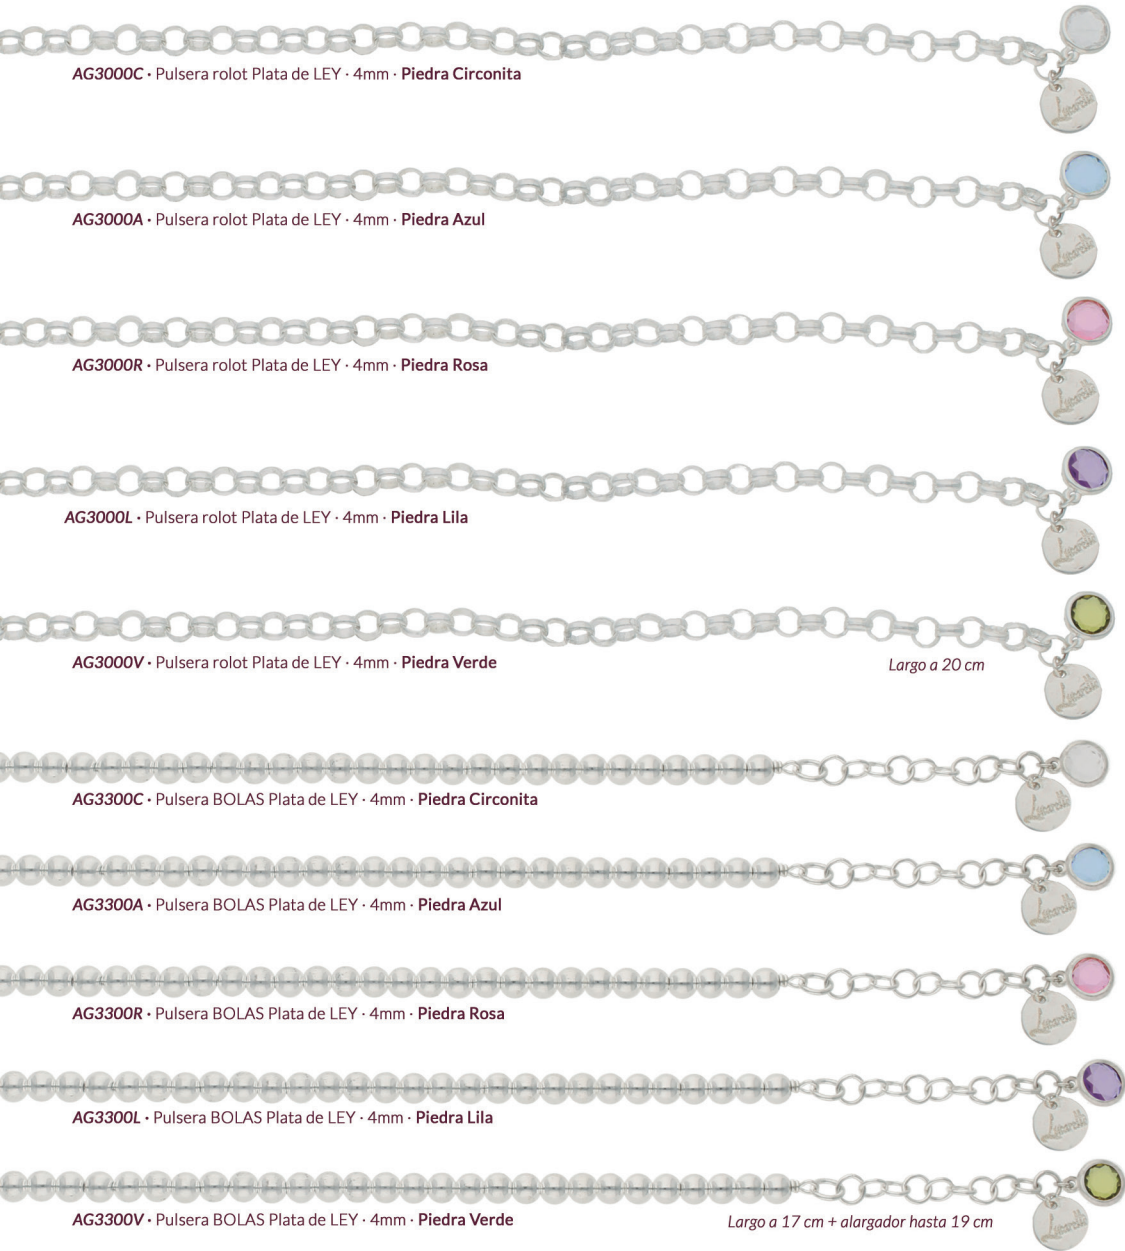 AG3000C · Pulsera rolot Plata de LEY · 4mm · Piedra Circonita
AG3000A · Pulsera rolot Plata de LEY · 4mm · Piedra Azul
AG3000R · Pulsera rolot Plata de LEY · 4mm · Piedra Rosa
AG3000L · Pulsera rolot Plata de LEY · 4mm · Piedra Lila
AG3000V · Pulsera rolot Plata de LEY · 4mm · Piedra Verde
Largo a 20 cm
AG3300C · Pulsera BOLAS Plata de LEY · 4mm · Piedra Circonita
AG3300A · Pulsera BOLAS Plata de LEY · 4mm · Piedra Azul
AG3300R · Pulsera BOLAS Plata de LEY · 4mm · Piedra Rosa
AG3300L · Pulsera BOLAS Plata de LEY · 4mm · Piedra Lila
AG3300V · Pulsera BOLAS Plata de LEY · 4mm · Piedra Verde
Largo a 17 cm + alargador hasta 19 cm